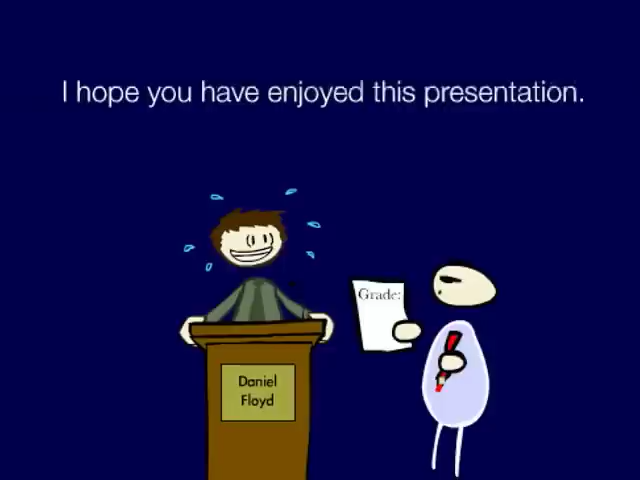 I hope you have enjoyed this presentation.
Grade:
Daniel
Floyd